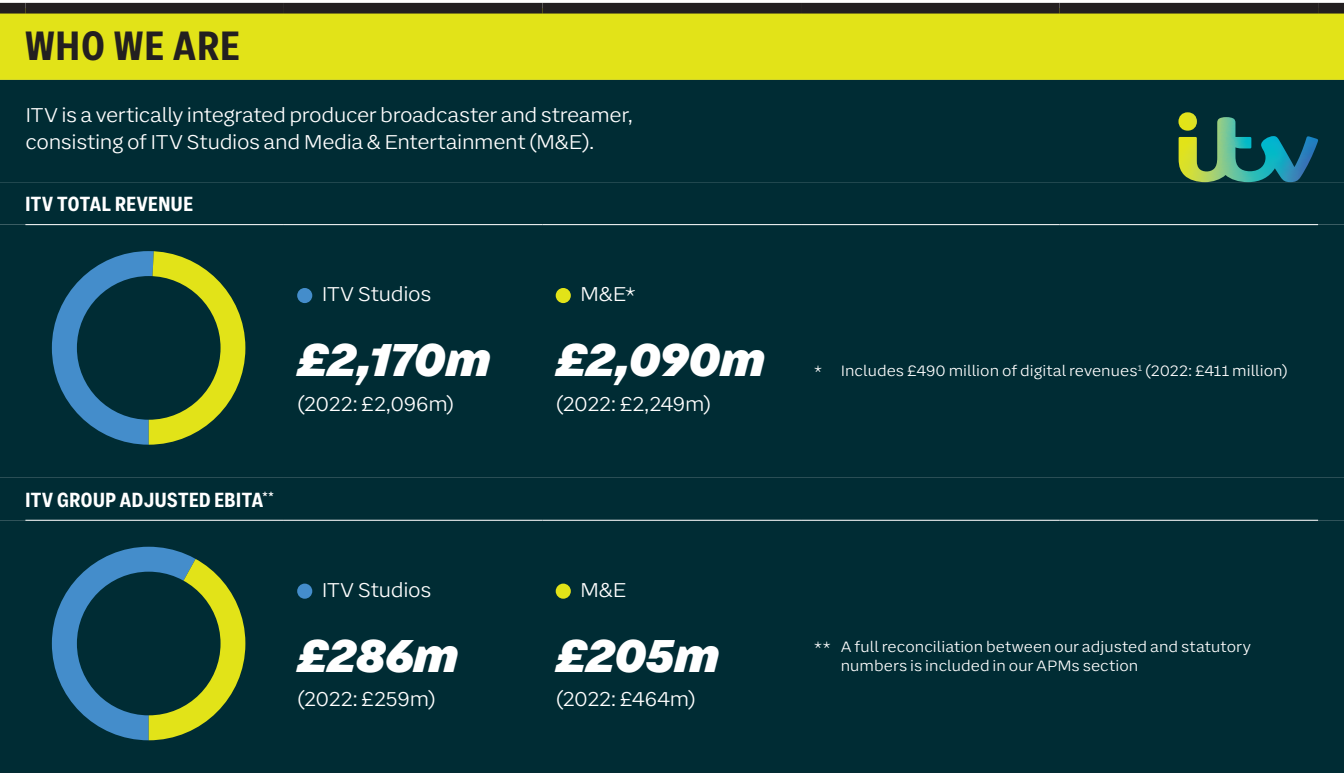 WHO WE ARE
ITV is a vertically integrated producer broadcaster and streamer,
consisting of ITV Studios and Media & Entertainment (M&E).
itv
ITV TOTAL REVENUE
ITV Studios
£2,170m
(2022: £2,096m)
M&E*
£2,090m
(2022: £2,249m)
* Includes £490 million of digital revenues¹ (2022: £411 million)
ITV GROUP ADJUSTED EBITA**
ITV Studios
£286m
(2022: £259m)
M&E
£205m
(2022: £464m)
** A full reconciliation between our adjusted and statutory
numbers is included in our APMs section